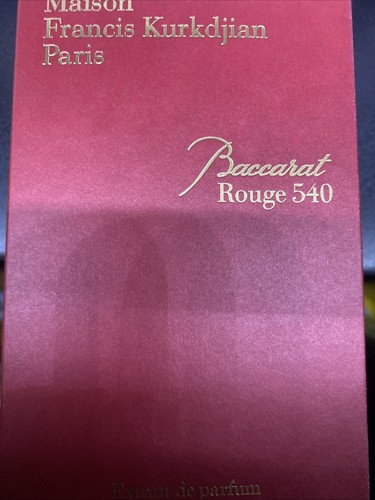 Maison
Francis Kurkdjian
Paris
Baccarat
Rouge 540
Extrait de parfum